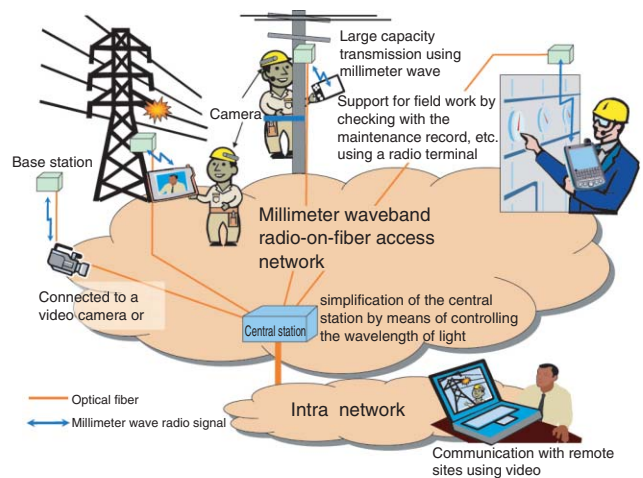 Large capacity
transmission using
millimeter wave
Camera
Support for field work by
checking with the
maintenance record, etc.
using a radio terminal
Base station
Millimeter waveband
radio-on-fiber access
network
Connected to a
video camera or
Central station
simplification of the central
station by means of controlling
the wavelength of light
Optical fiber
Millimeter wave radio signal
Intra network
Communication with remote
sites using video